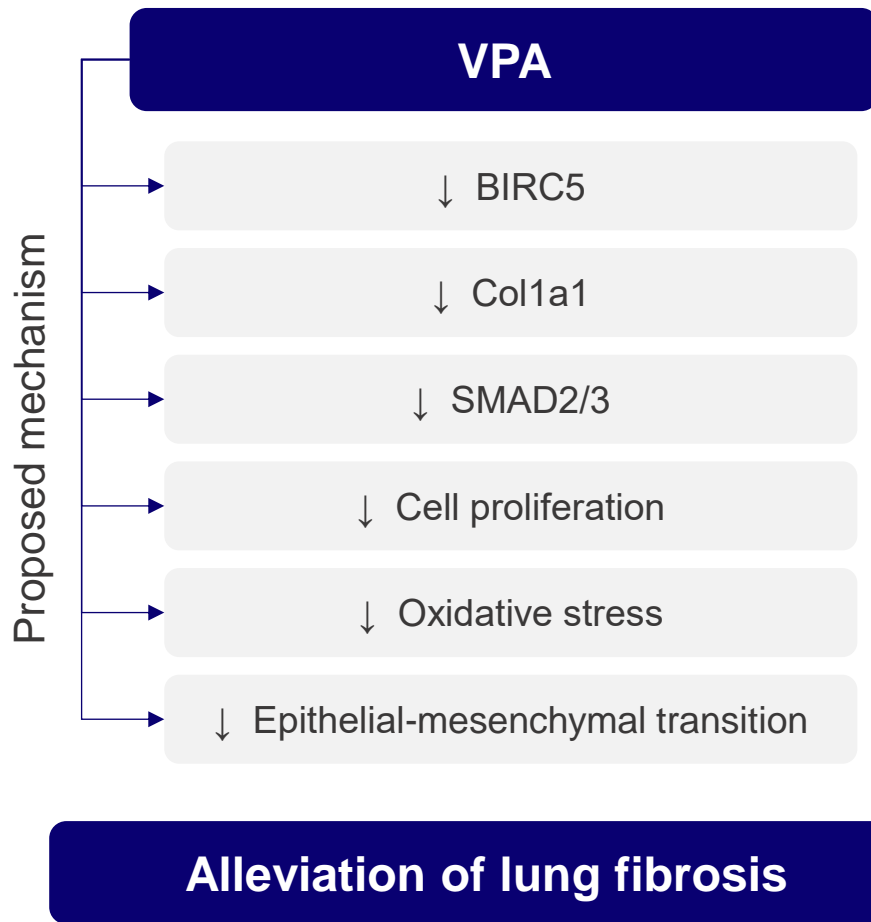 VPA
Proposed mechanism
↓ BIRC5
↓ Col1a1
↓ SMAD2/3
↓ Cell proliferation
↓ Oxidative stress
↓ Epithelial-mesenchymal transition
Alleviation of lung fibrosis